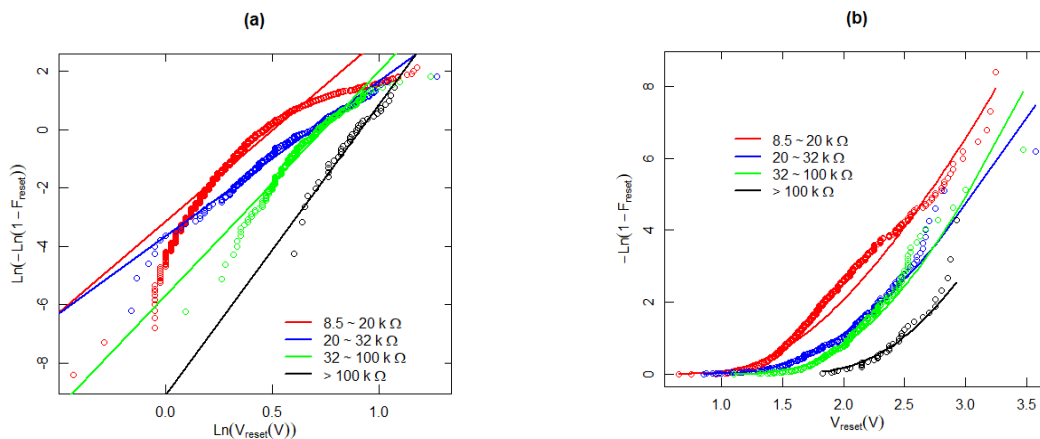 (a)
Ln(−Ln(1 − F_reset))
2
0
-2
-4
-6
-8
0.0
0.5
1.0
Ln(V_reset(V))
8.5 ~ 20 k Ω
20 ~ 32 k Ω
32 ~ 100 k Ω
> 100 k Ω
(b)
−Ln(1 − F_reset)
8
6
4
2
0
1.0
1.5
2.0
2.5
3.0
3.5
V_reset(V)
8.5 ~ 20 k Ω
20 ~ 32 k Ω
32 ~ 100 k Ω
> 100 k Ω